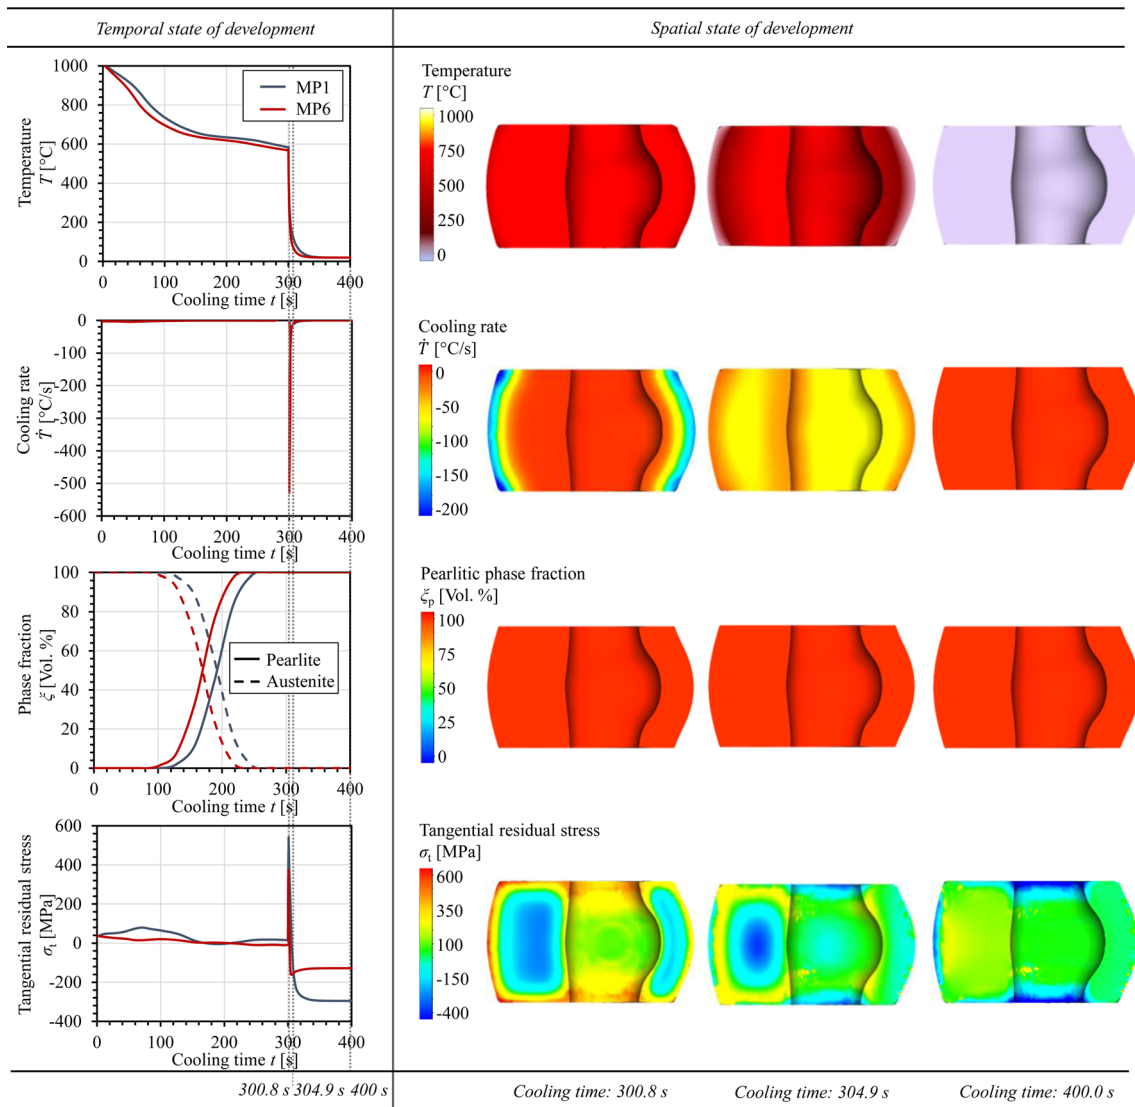 Temporal state of development
Spatial state of development
1000
800
600
400
200
0
0 100 200 300 400
Temperature
T [°C]
Cooling time t [s]
MP1
MP6
Temperature
T [°C]
1000
750
500
250
0
0
-100
-200
-300
-400
-500
-600
0 100 200 300 400
Cooling rate
Ṫ [°C/s]
Cooling time t [s]
Cooling rate
Ṫ [°C/s]
0
-50
-100
-150
-200
100
80
60
40
20
0
0 100 200 300 400
Phase fraction
ξ [Vol. %]
Cooling time t [s]
Pearlite
Austenite
Pearlitic phase fraction
ξp [Vol. %]
100
75
50
25
0
600
400
200
0
-200
-400
0 100 200 300 400
Tangential residual stress
σt [MPa]
Cooling time t [s]
Tangential residual stress
σt [MPa]
600
350
100
-150
-400
300.8 s 304.9 s 400 s
Cooling time: 300.8 s
Cooling time: 304.9 s
Cooling time: 400.0 s